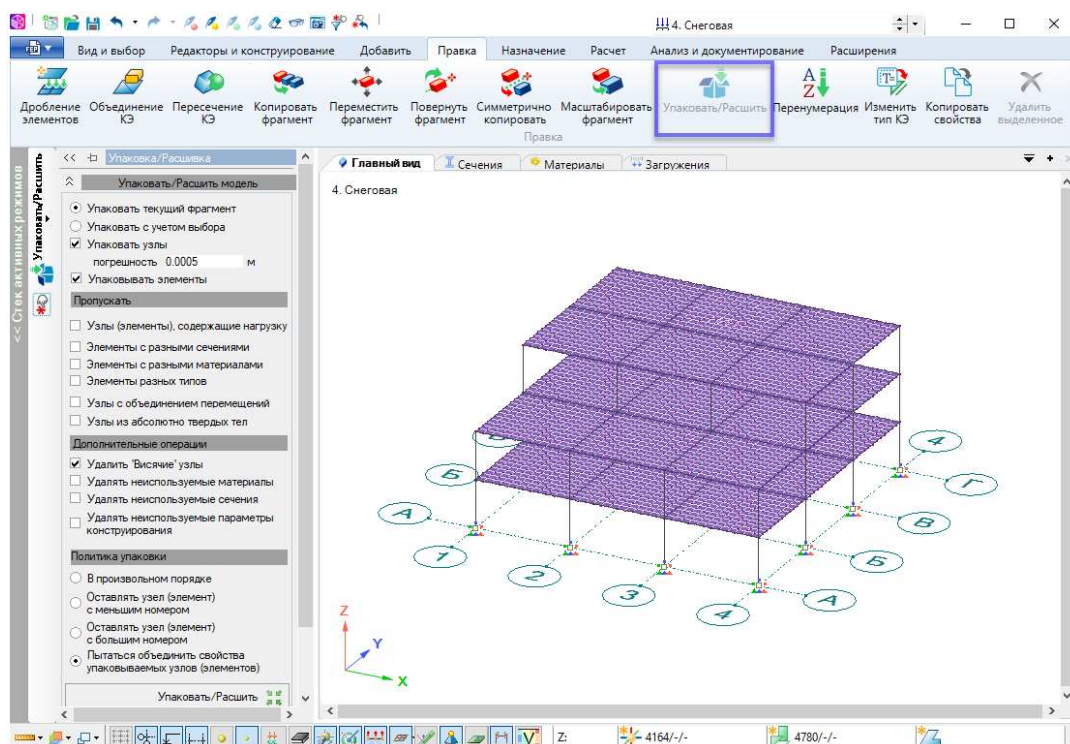 4. Снеговая
Вид и выбор
Редакторы и конструирование
Добавить
Правка
Назначение
Расчет
Анализ и документирование
Расширения
Дробление элементов
Объединение КЭ
Пересечение КЭ
Копировать фрагмент
Переместить фрагмент
Повернуть фрагмент
Симметрично копировать
Масштабировать фрагмент
Упаковать/Расшить
Перенумерация
Изменить тип КЭ
Копировать свойства
Удалить выделенное
Правка
<< Стек активных режимов
Упаковать/Расшить
<< Упаковка/Расшивка
Упаковать/Расшить модель
Упаковать текущий фрагмент
Упаковать с учетом выбора
Упаковать узлы
погрешность 0.0005 м
Упаковывать элементы
Пропускать
Узлы (элементы), содержащие нагрузку
Элементы с разными сечениями
Элементы с разными материалами
Элементы разных типов
Узлы с объединением перемещений
Узлы из абсолютно твердых тел
Дополнительные операции
Удалить 'Висячие' узлы
Удалять неиспользуемые материалы
Удалять неиспользуемые сечения
Удалять неиспользуемые параметры
конструирования
Политика упаковки
В произвольном порядке
Оставлять узел (элемент)
с меньшим номером
Оставлять узел (элемент)
с большим номером
Пытаться объединить свойства
упаковываемых узлов (элементов)
Упаковать/Расшить
Главный вид
Сечения
Материалы
Загружения
4. Снеговая
Б
А
1
2
3
4
А
Б
В
Г
4
Z
Y
X
Z:
4164/-/-
4780/-/-